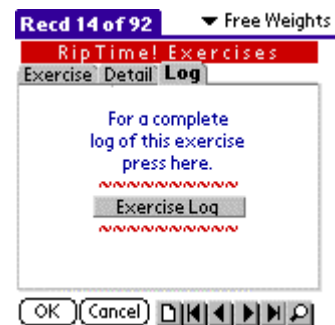 Recd 14 of 92 Free Weights
RipTime! Exercises
Exercise Detail Log
For a complete
log of this exercise
press here.
Exercise Log
OK Cancel